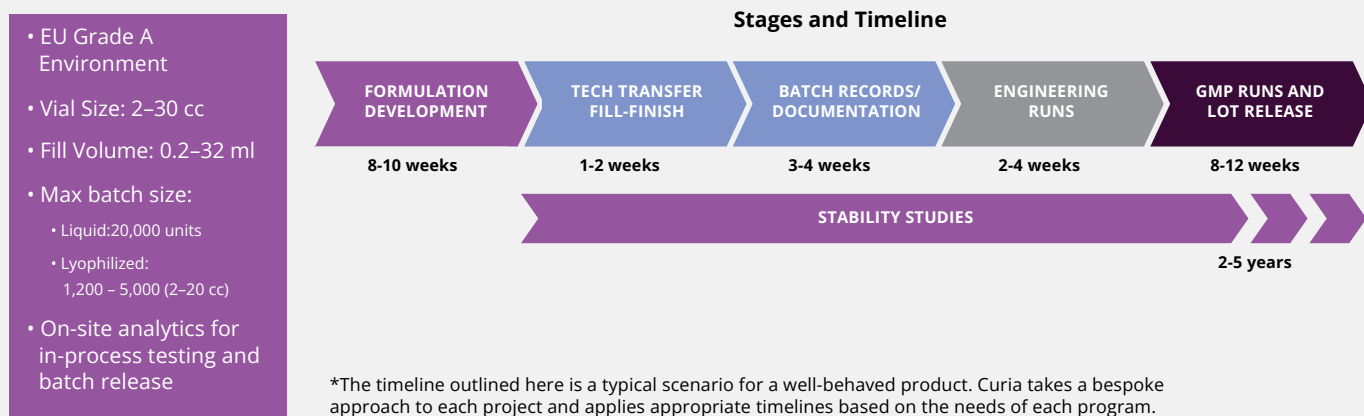 • EU Grade A
Environment
• Vial Size: 2–30 cc
• Fill Volume: 0.2–32 ml
• Max batch size:
• Liquid:20,000 units
• Lyophilized:
1,200 – 5,000 (2–20 cc)
• On-site analytics for
in-process testing and
batch release
Stages and Timeline
FORMULATION
DEVELOPMENT
8-10 weeks
TECH TRANSFER
FILL-FINISH
1-2 weeks
BATCH RECORDS/
DOCUMENTATION
3-4 weeks
ENGINEERING
RUNS
2-4 weeks
GMP RUNS AND
LOT RELEASE
8-12 weeks
STABILITY STUDIES
2-5 years
*The timeline outlined here is a typical scenario for a well-behaved product. Curia takes a bespoke
approach to each project and applies appropriate timelines based on the needs of each program.